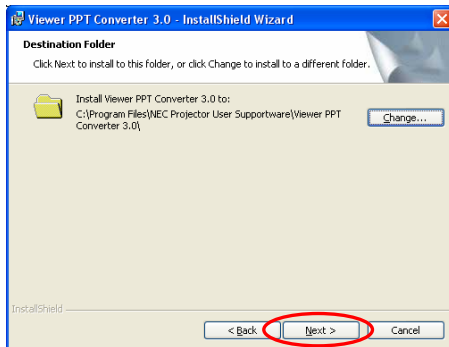 Viewer PPT Converter 3.0 - InstallShield Wizard
Destination Folder
Click Next to install to this folder, or click Change to install to a different folder.
Install Viewer PPT Converter 3.0 to:
C:\Program Files\NEC Projector User Supportware\Viewer PPT
Converter 3.0\
Change...
InstallShield
< Back
Next >
Cancel